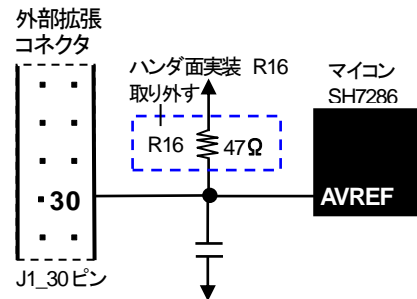 外部拡張
コネクタ
ハンダ面実装 R16
取り外す
マイコン
SH7286
R16
47Ω
30
AVREF
J1_30ピン